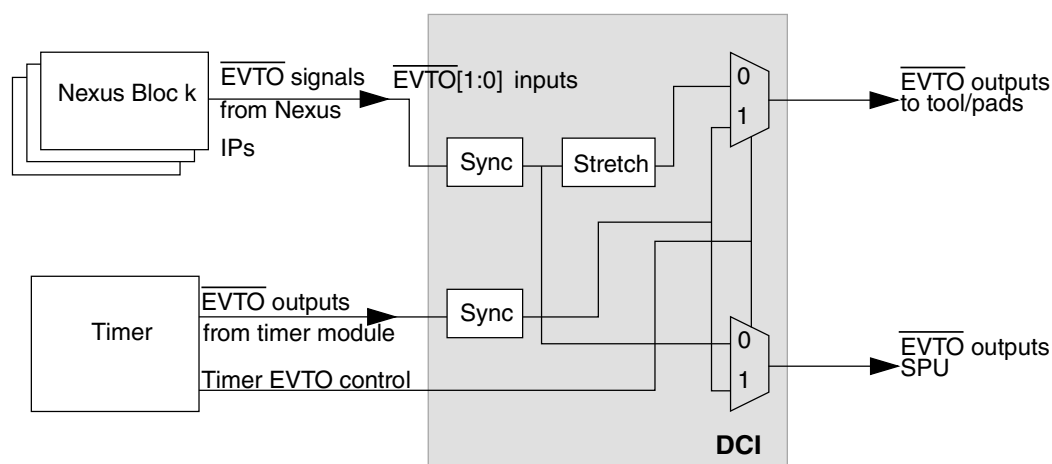 Nexus Bloc k
EVTO signals
from Nexus
IPs
EVTO[1:0] inputs
Sync
Stretch
0
1
EVTO outputs
to tool/pads
Timer
EVTO outputs
from timer module
Timer EVTO control
Sync
0
1
EVTO outputs
SPU
DCI